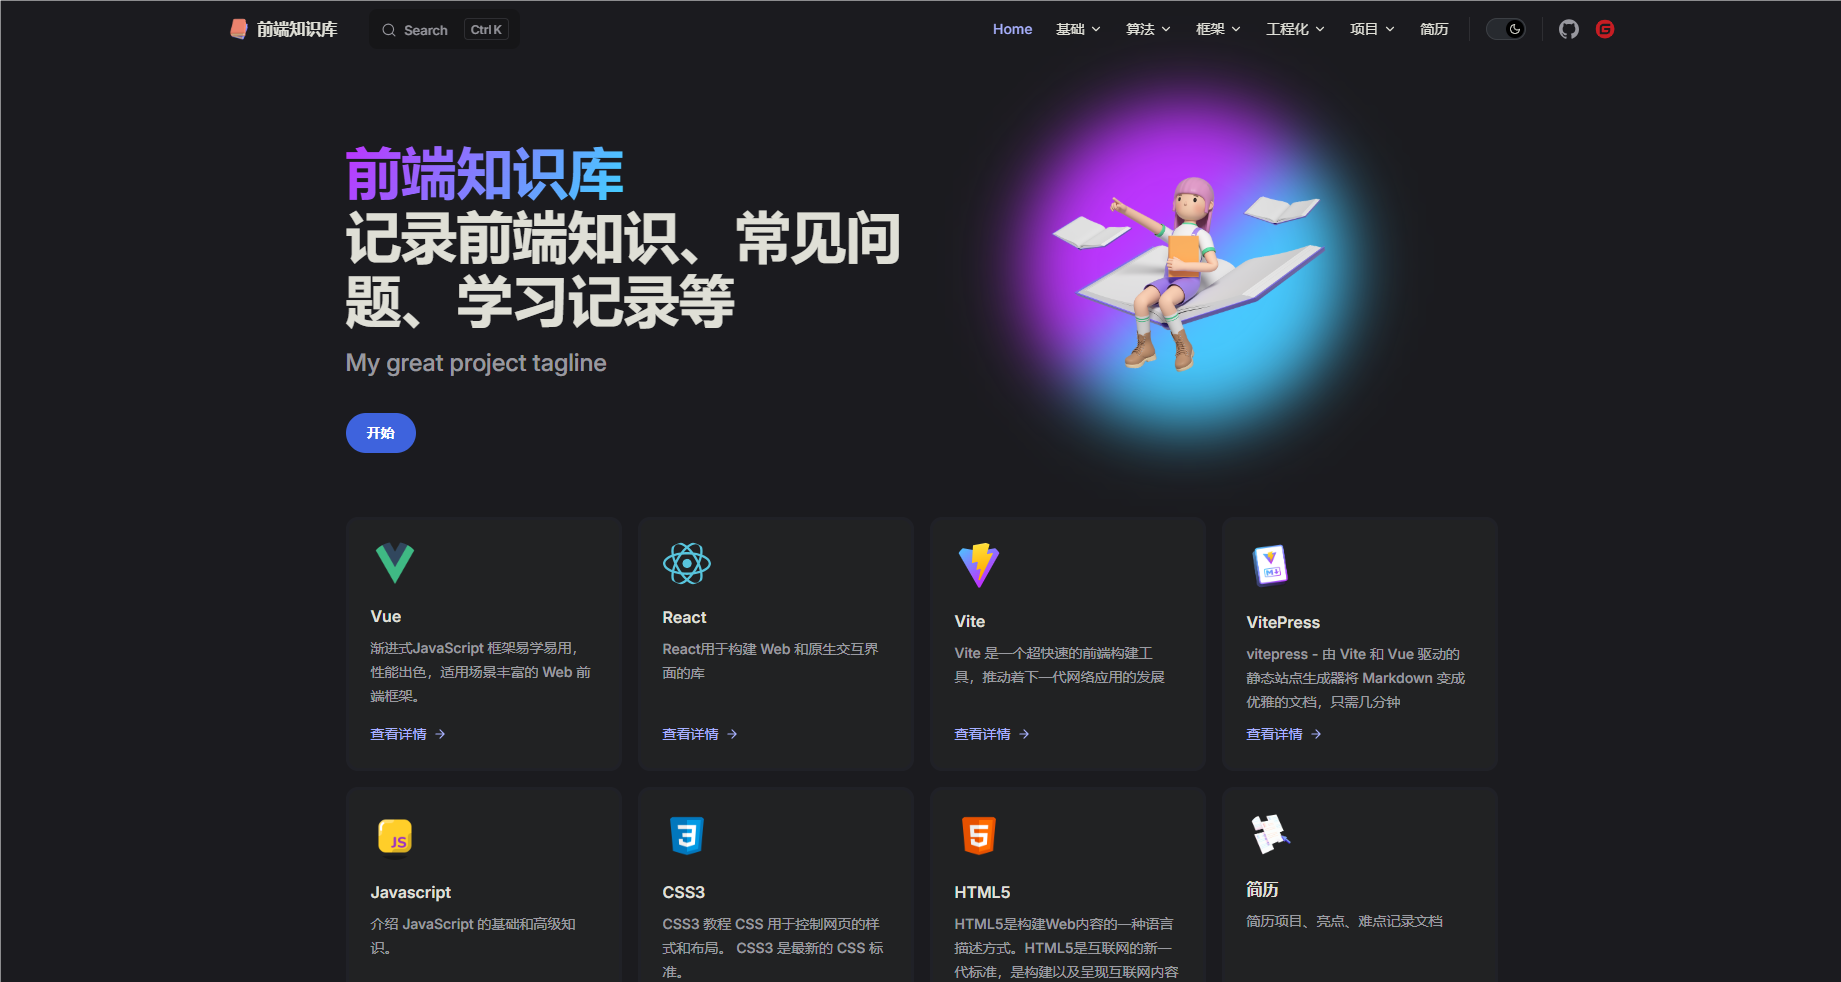 前端知识库
Search
Ctrl K
Home
基础
算法
框架
工程化
项目
简历
前端知识库
记录前端知识、常见问
题、学习记录等
My great project tagline
开始
Vue
渐进式JavaScript 框架易学易用，
性能出色，适用场景丰富的 Web 前
端框架。
查看详情
React
React用于构建 Web 和原生交互界
面的库
查看详情
Vite
Vite 是一个超快速的前端构建工
具，推动着下一代网络应用的发展
查看详情
VitePress
vitepress - 由 Vite 和 Vue 驱动的
静态站点生成器将 Markdown 变成
优雅的文档，只需几分钟
查看详情
JS
Javascript
介绍 JavaScript 的基础和高级知
识。
3
CSS3
CSS3 教程 CSS 用于控制网页的样
式和布局。 CSS3 是最新的 CSS 标
准。
5
HTML5
HTML5是构建Web内容的一种语言
描述方式。HTML5是互联网的新一
代标准，是构建以及呈现互联网内容
简历
简历项目、亮点、难点记录文档